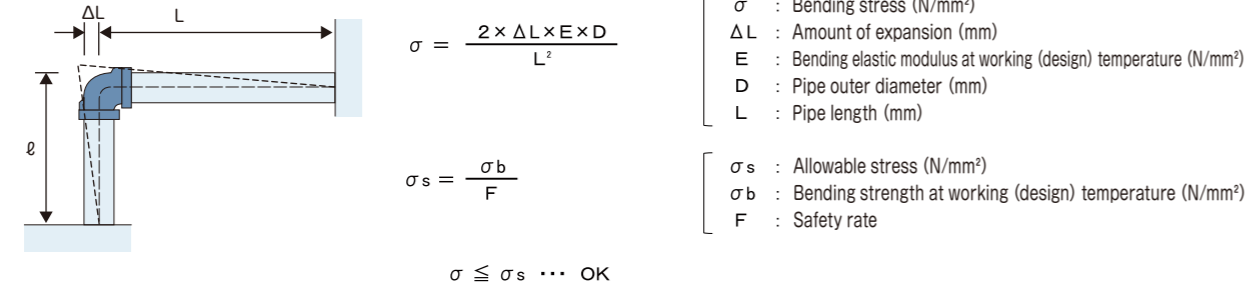 ΔL
L
ℓ
σ = 2×ΔL×E×D / L²
σs = σb / F
σ ≦ σs ··· OK
σ : Bending stress (N/mm²)
ΔL : Amount of expansion (mm)
E : Bending elastic modulus at working (design) temperature (N/mm²)
D : Pipe outer diameter (mm)
L : Pipe length (mm)
σs : Allowable stress (N/mm²)
σb : Bending strength at working (design) temperature (N/mm²)
F : Safety rate